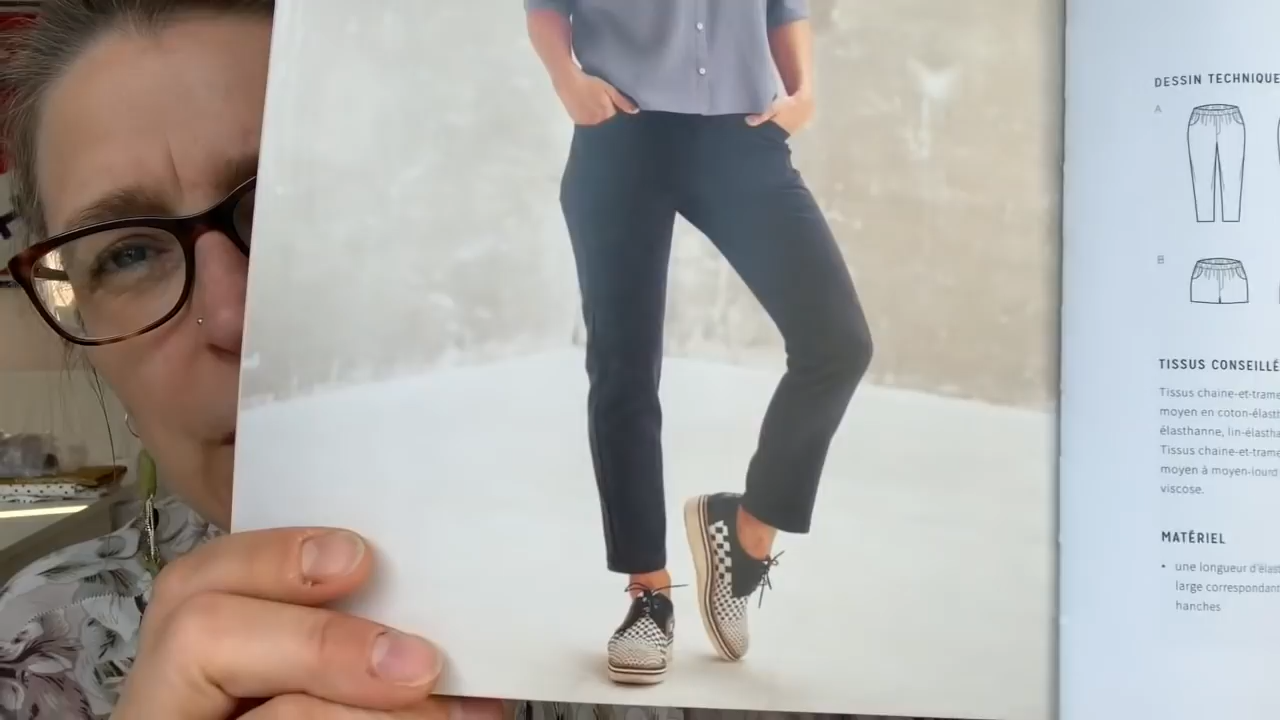 DESSIN TECHNIQUE
A
B
TISSUS CONSEILLÉ
Tissus chaine-et-trame
moyen en coton-élasth
élasthanne, lin-élastha
Tissus chaine-et-trame
moyen à moyen-lourd
viscose.
MATÉRIEL
• une longueur d'élast
large correspondant
hanches